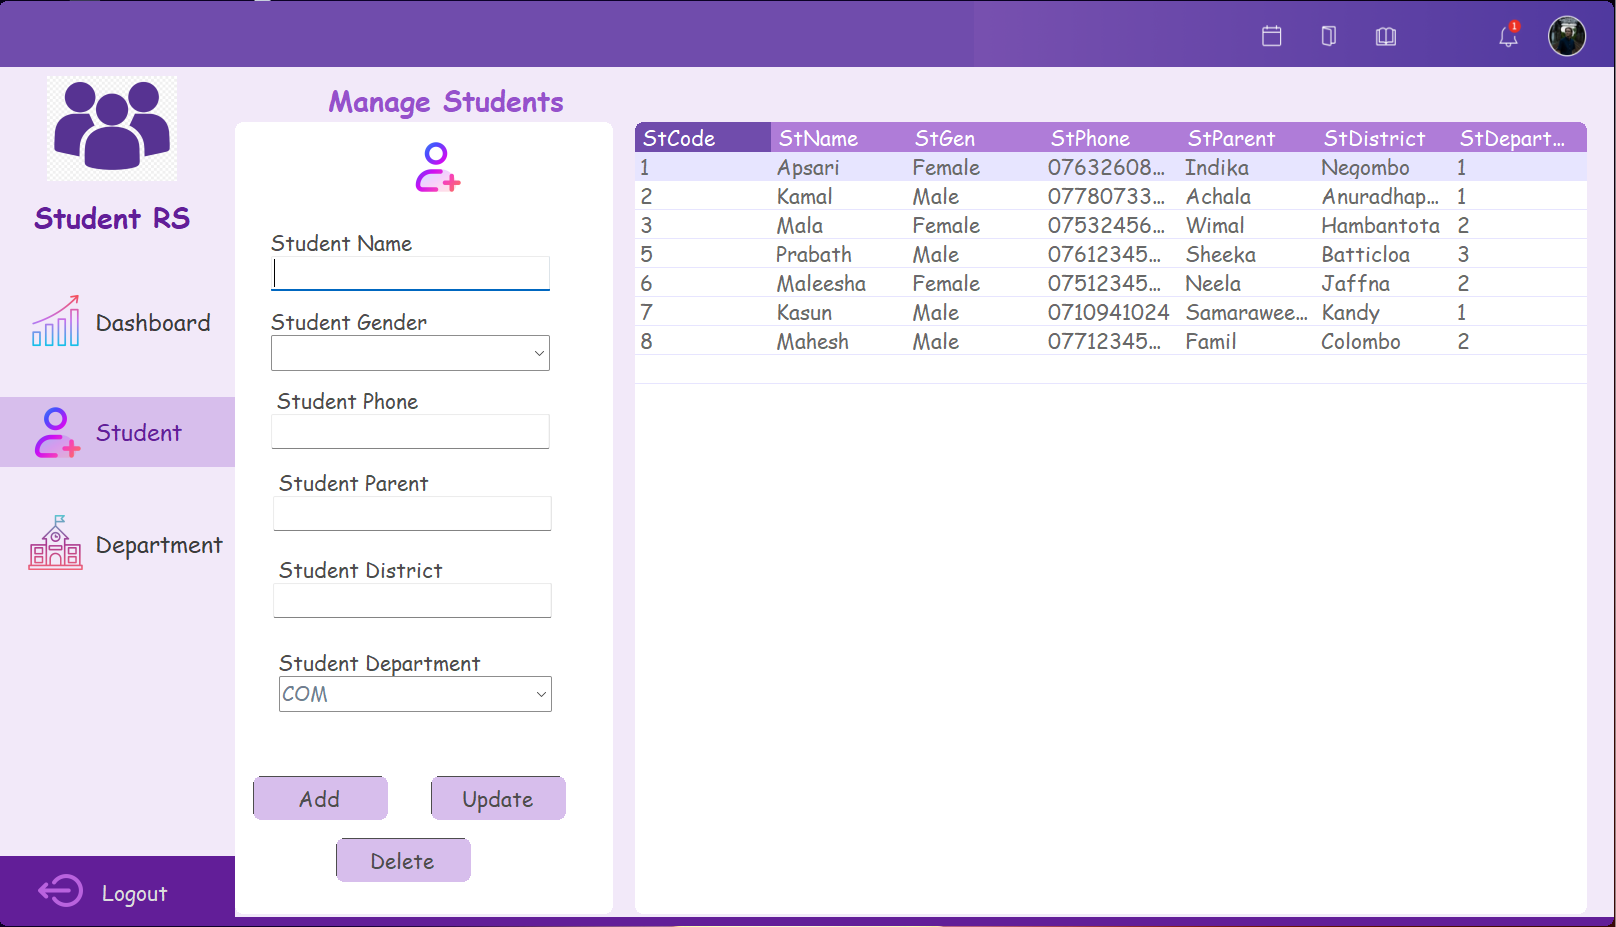 1
Manage Students
Student RS
Dashboard
Student
Department
Logout
Student Name
Student Gender
Student Phone
Student Parent
Student District
Student Department
COM
Add Update
Delete
StCode StName StGen StPhone StParent StDistrict StDepart...
1 Apsari Female 07632608... Indika Negombo 1
2 Kamal Male 07780733... Achala Anuradhap... 1
3 Mala Female 07532456... Wimal Hambantota 2
5 Prabath Male 07612345... Sheeka Batticloa 3
6 Maleesha Female 07512345... Neela Jaffna 2
7 Kasun Male 0710941024 Samarawee... Kandy 1
8 Mahesh Male 07712345... Famil Colombo 2